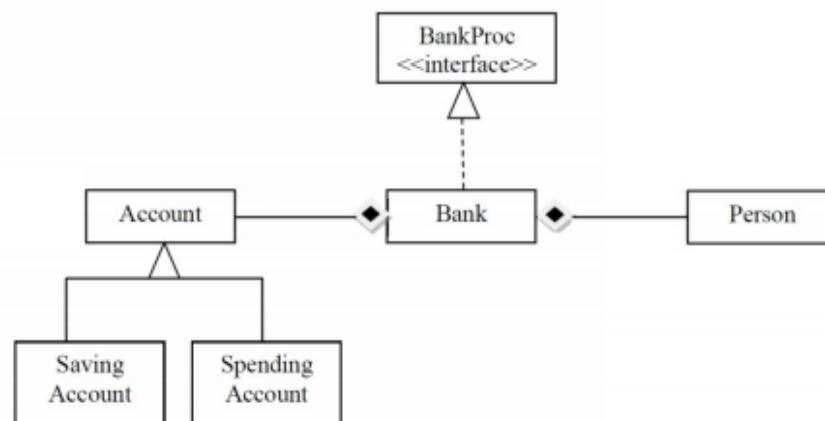 BankProc
<<interface>>
Account
Bank
Person
Saving
Account
Spending
Account